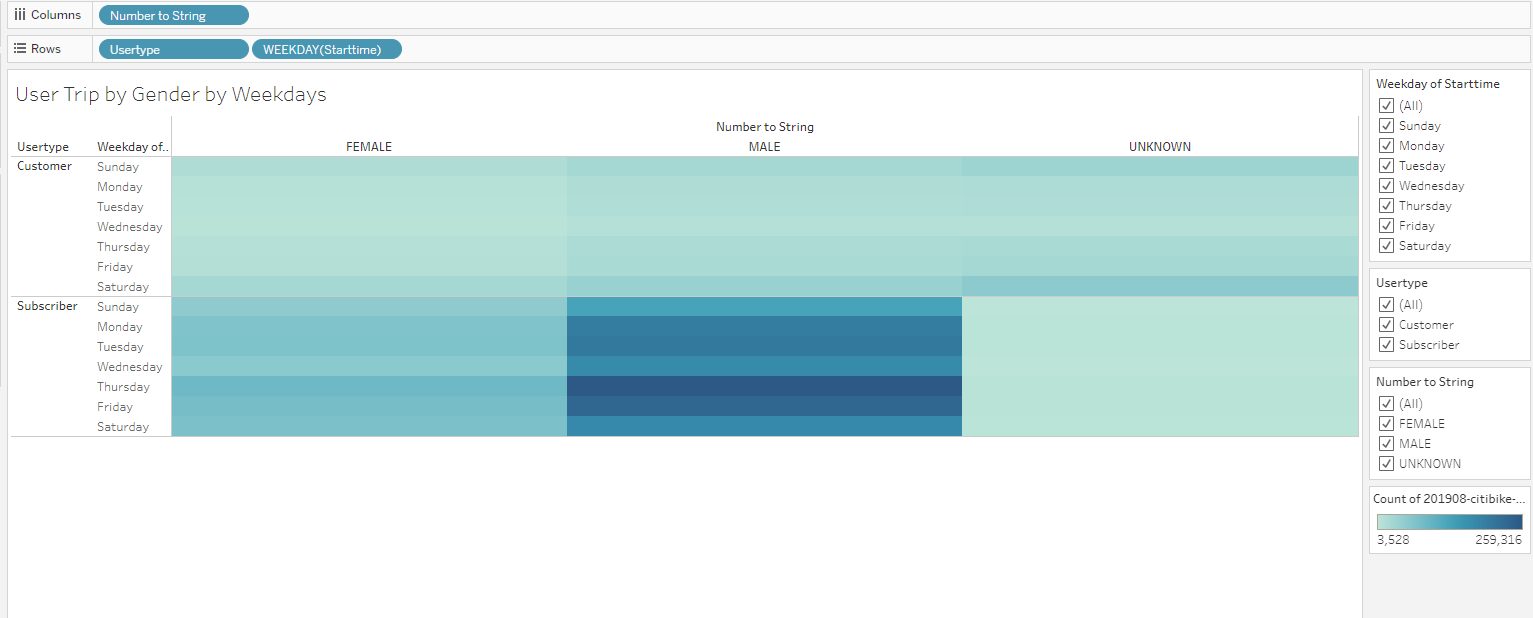 Columns Number to String
Rows Usertype WEEKDAY(Starttime)
User Trip by Gender by Weekdays
Number to String
Usertype Weekday of.. FEMALE MALE UNKNOWN
Customer Sunday
Monday
Tuesday
Wednesday
Thursday
Friday
Saturday
Subscriber Sunday
Monday
Tuesday
Wednesday
Thursday
Friday
Saturday
Weekday of Starttime
(All)
Sunday
Monday
Tuesday
Wednesday
Thursday
Friday
Saturday
Usertype
(All)
Customer
Subscriber
Number to String
(All)
FEMALE
MALE
UNKNOWN
Count of 201908-citibike-...
3,528 259,316